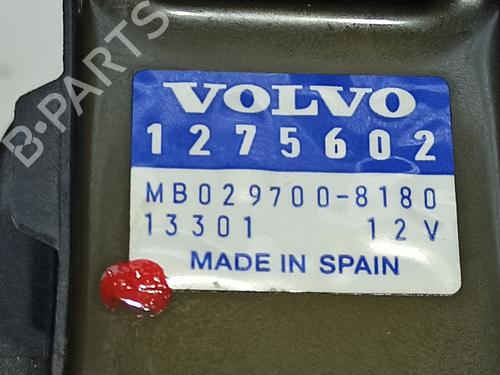 B-PARTS
VOLVO
1275602
MB029700-8180
13301 12V
MADE IN SPAIN